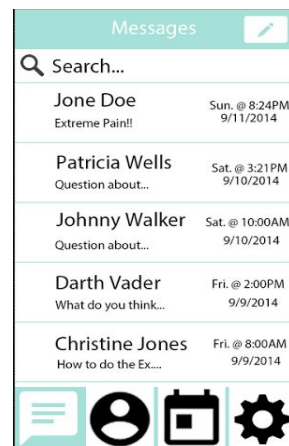 Messages
Search...
Jone Doe
Sun. @ 8:24PM
Extreme Pain!!
9/11/2014
Patricia Wells
Sat. @ 3:21PM
Question about...
9/10/2014
Johnny Walker
Sat. @ 10:00AM
Question about...
9/10/2014
Darth Vader
Fri. @ 2:00PM
What do you think...
9/9/2014
Christine Jones
Fri. @ 8:00AM
How to do the Ex....
9/9/2014